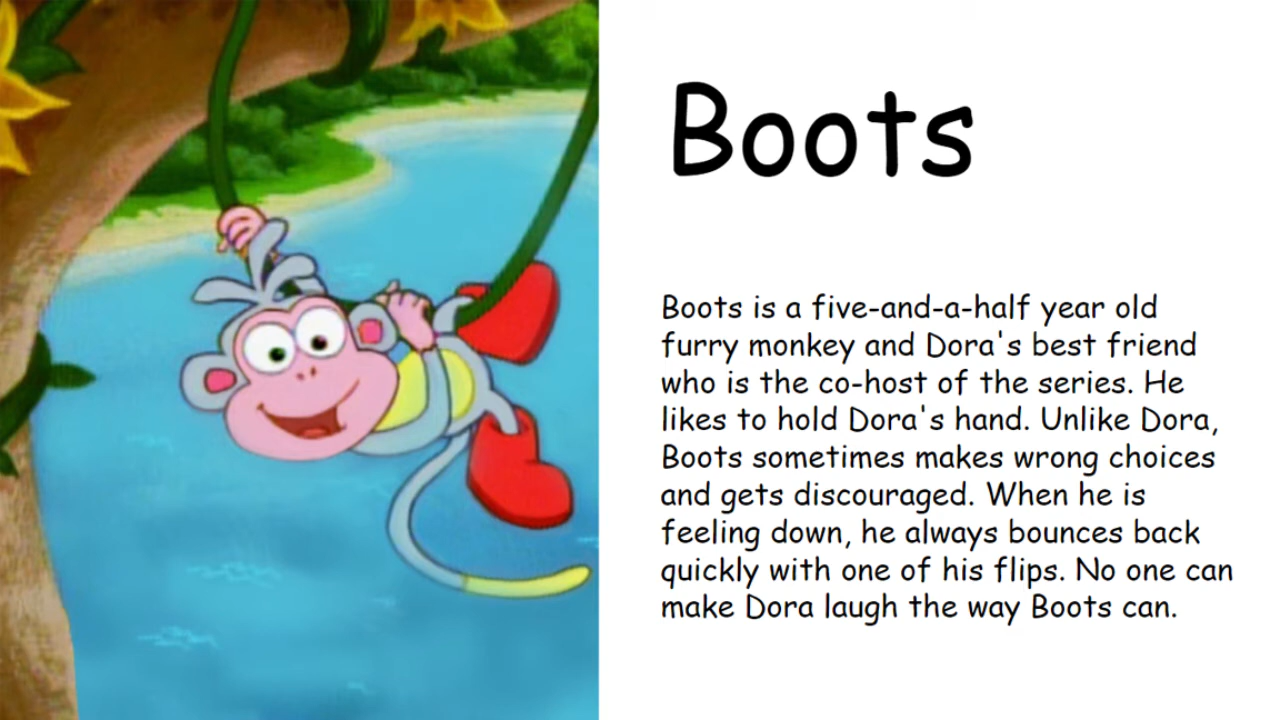 Boots
Boots is a five-and-a-half year old
furry monkey and Dora's best friend
who is the co-host of the series. He
likes to hold Dora's hand. Unlike Dora,
Boots sometimes makes wrong choices
and gets discouraged. When he is
feeling down, he always bounces back
quickly with one of his flips. No one can
make Dora laugh the way Boots can.